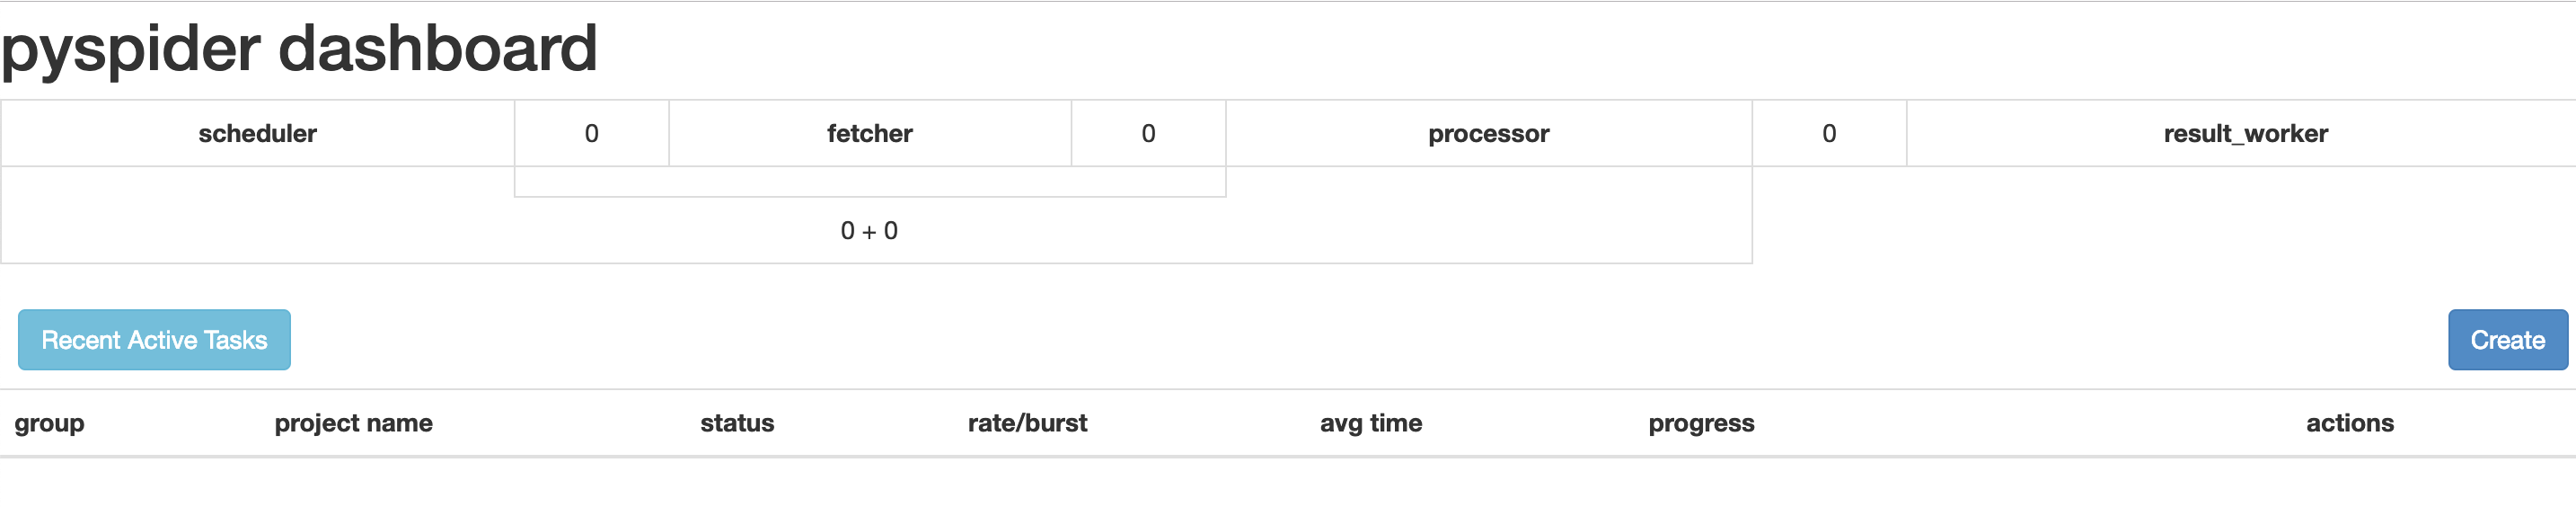 pyspider dashboard
scheduler 0 fetcher 0 processor 0 result_worker
0 + 0
Recent Active Tasks Create
group project name status rate/burst avg time progress actions